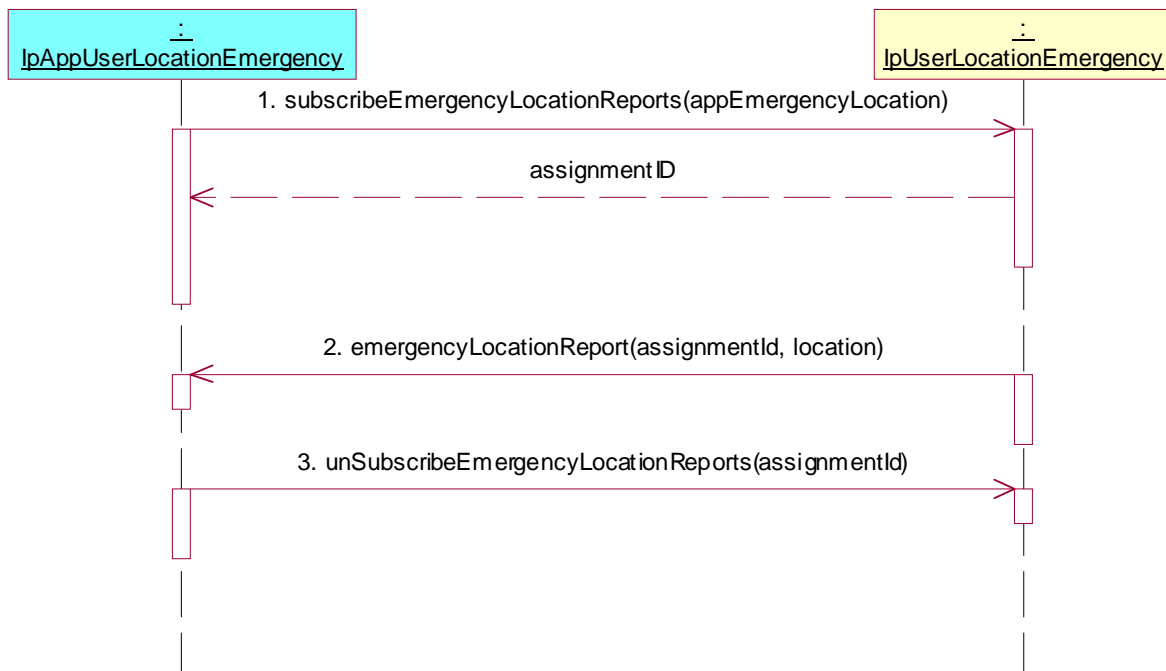 :
IpAppUserLocationEmergency
:
IpUserLocationEmergency
1. subscribeEmergencyLocationReports(appEmergencyLocation)
assignmentID
2. emergencyLocationReport(assignmentId, location)
3. unSubscribeEmergencyLocationReports(assignmentId)